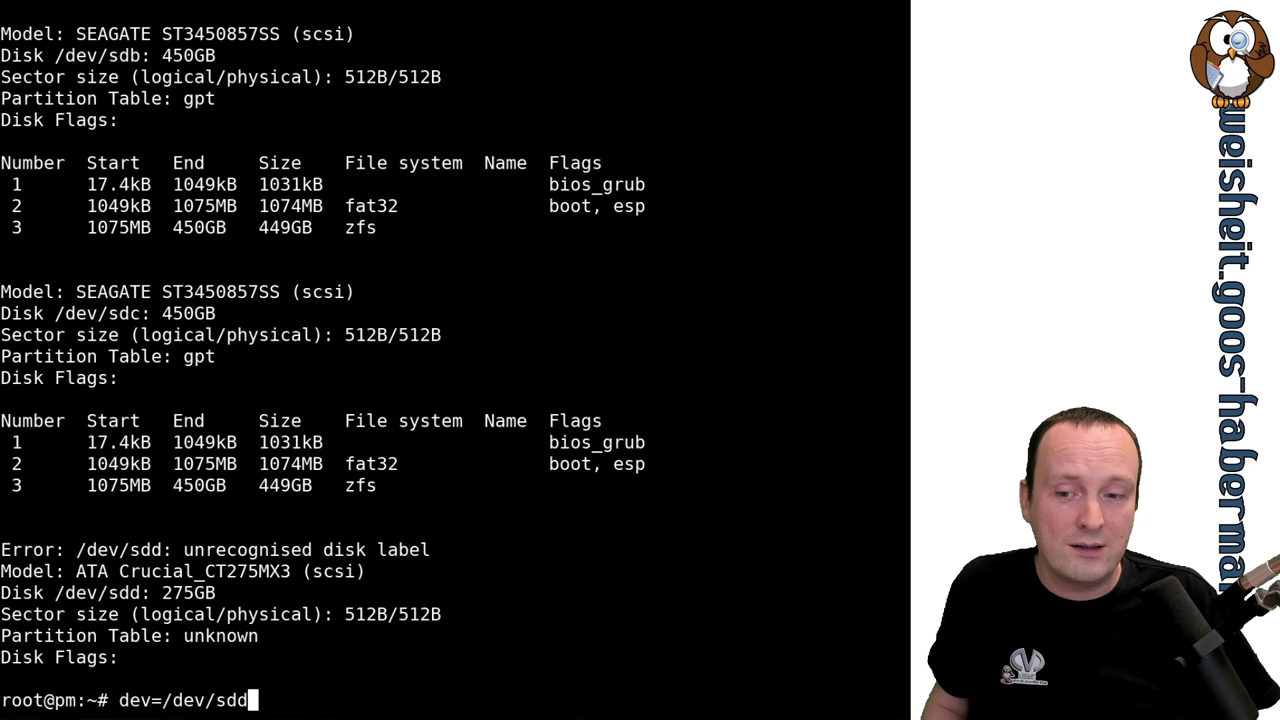 Model: SEAGATE ST3450857SS (scsi)
Disk /dev/sdb: 450GB
Sector size (logical/physical): 512B/512B
Partition Table: gpt
Disk Flags:
Number  Start   End     Size    File system  Name  Flags
 1      17.4kB  1049kB  1031kB                     bios_grub
 2      1049kB  1075MB  1074MB  fat32              boot, esp
 3      1075MB  450GB   449GB   zfs
Model: SEAGATE ST3450857SS (scsi)
Disk /dev/sdc: 450GB
Sector size (logical/physical): 512B/512B
Partition Table: gpt
Disk Flags:
Number  Start   End     Size    File system  Name  Flags
 1      17.4kB  1049kB  1031kB                     bios_grub
 2      1049kB  1075MB  1074MB  fat32              boot, esp
 3      1075MB  450GB   449GB   zfs
Error: /dev/sdd: unrecognised disk label
Model: ATA Crucial_CT275MX3 (scsi)
Disk /dev/sdd: 275GB
Sector size (logical/physical): 512B/512B
Partition Table: unknown
Disk Flags:
root@pm:~# dev=/dev/sdd
weisheit.goos-haberma